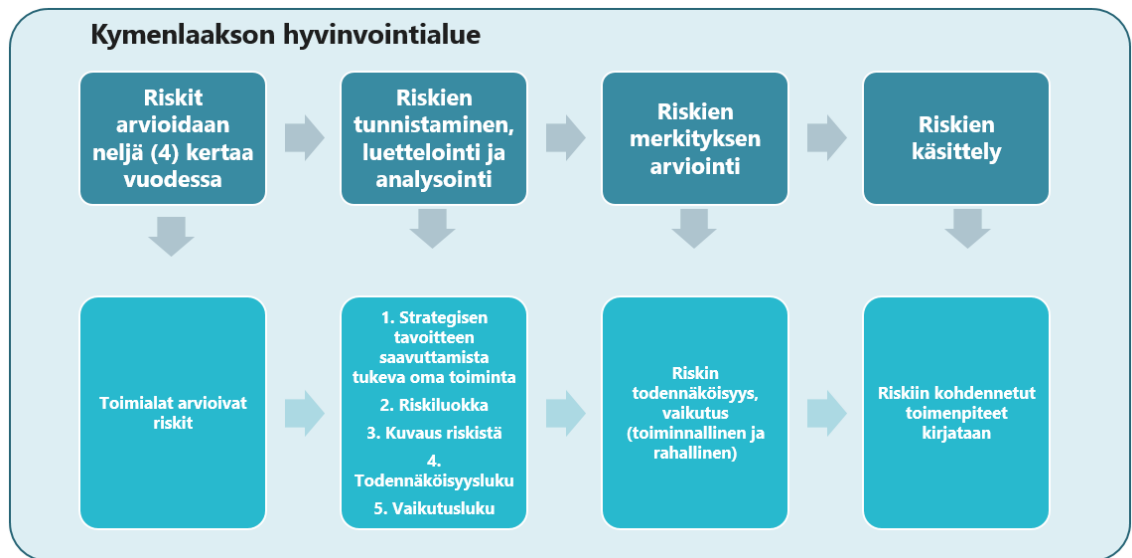 Kymenlaakson hyvinvointialue
Riskit
arvioidaan
neljä (4) kertaa
vuodessa
Riskien
tunnistaminen,
luettelointi ja
analysointi
Riskien
merkityksen
arviointi
Riskien
käsittely
Toimialat arvioivat
riskit
1. Strategisen
tavoitteen
saavuttamista
tukeva oma toiminta
2. Riskiluokka
3. Kuvaus riskistä
4.
Todennäköisyysluku
5. Vaikutusluku
Riskin
todennäköisyys,
vaikutus
(toiminnallinen ja
rahallinen)
Riskiin kohdennetut
toimenpiteet
kirjataan